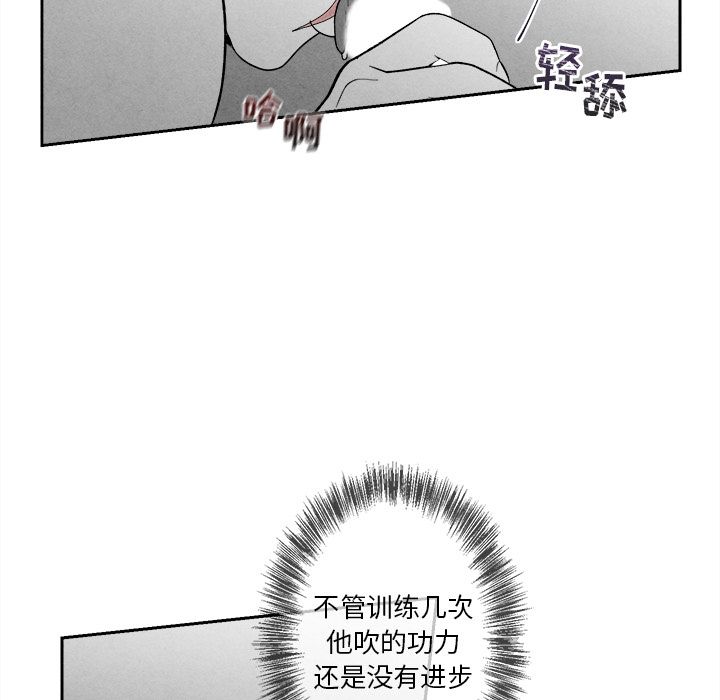 轻舔
哈啊
不管训练几次
他吹的功力
还是没有进步